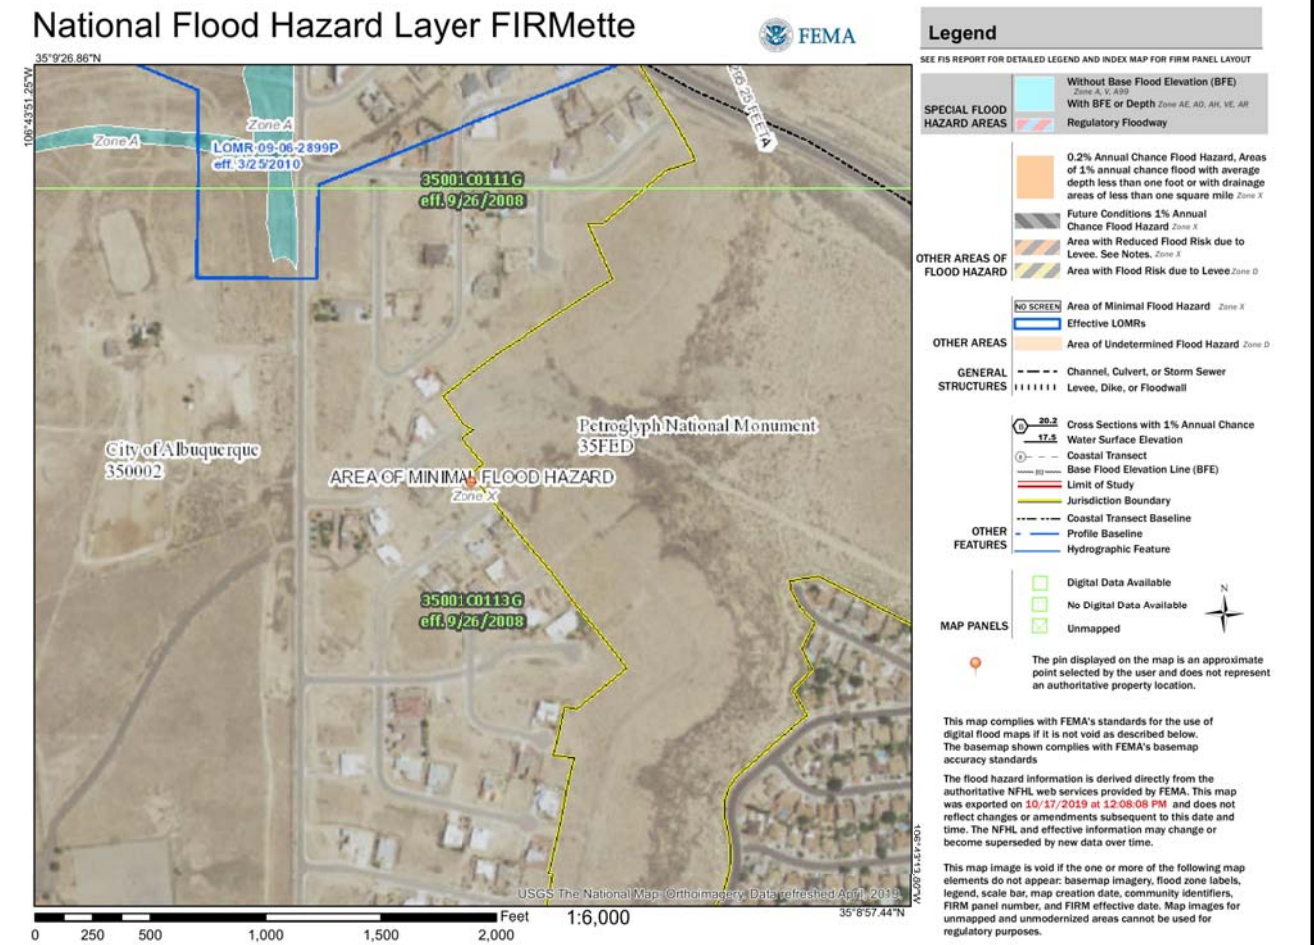 National Flood Hazard Layer FIRMette
FEMA
35°9'26.86"N
106°43'51.25"W
Zone A
Zone A
LOMR 09-06-2899P
eff. 3/25/2010
35001C0111G
eff. 9/26/2008
City of Albuquerque
350002
Petroglyph National Monument
35FED
AREA OF MINIMAL FLOOD HAZARD
Zone X
35001C0113G
eff. 9/26/2008
USGS The National Map: Orthoimagery. Data refreshed April, 2019.
106°43'13.80"W
35°8'57.44"N
Feet
1:6,000
0
250
500
1,000
1,500
2,000
Legend
SEE FIS REPORT FOR DETAILED LEGEND AND INDEX MAP FOR FIRM PANEL LAYOUT
SPECIAL FLOOD
HAZARD AREAS
Without Base Flood Elevation (BFE)
Zone A, V, A99
With BFE or Depth Zone AE, AO, AH, VE, AR
Regulatory Floodway
0.2% Annual Chance Flood Hazard, Areas
of 1% annual chance flood with average
depth less than one foot or with drainage
areas of less than one square mile Zone X
Future Conditions 1% Annual
Chance Flood Hazard Zone X
Area with Reduced Flood Risk due to
Levee. See Notes. Zone X
Area with Flood Risk due to Levee Zone D
OTHER AREAS OF
FLOOD HAZARD
NO SCREEN Area of Minimal Flood Hazard Zone X
Effective LOMRs
OTHER AREAS
Area of Undetermined Flood Hazard Zone D
GENERAL
STRUCTURES
Channel, Culvert, or Storm Sewer
Levee, Dike, or Floodwall
B 20.2 Cross Sections with 1% Annual Chance
17.5 Water Surface Elevation
Coastal Transect
Base Flood Elevation Line (BFE)
Limit of Study
Jurisdiction Boundary
Coastal Transect Baseline
OTHER
FEATURES
Profile Baseline
Hydrographic Feature
Digital Data Available
No Digital Data Available
Unmapped
MAP PANELS
N
The pin displayed on the map is an approximate
point selected by the user and does not represent
an authoritative property location.
This map complies with FEMA's standards for the use of
digital flood maps if it is not void as described below.
The basemap shown complies with FEMA's basemap
accuracy standards
The flood hazard information is derived directly from the
authoritative NFHL web services provided by FEMA. This map
was exported on 10/17/2019 at 12:08:08 PM and does not
reflect changes or amendments subsequent to this date and
time. The NFHL and effective information may change or
become superseded by new data over time.
This map image is void if the one or more of the following map
elements do not appear: basemap imagery, flood zone labels,
legend, scale bar, map creation date, community identifiers,
FIRM panel number, and FIRM effective date. Map images for
unmapped and unmodernized areas cannot be used for
regulatory purposes.